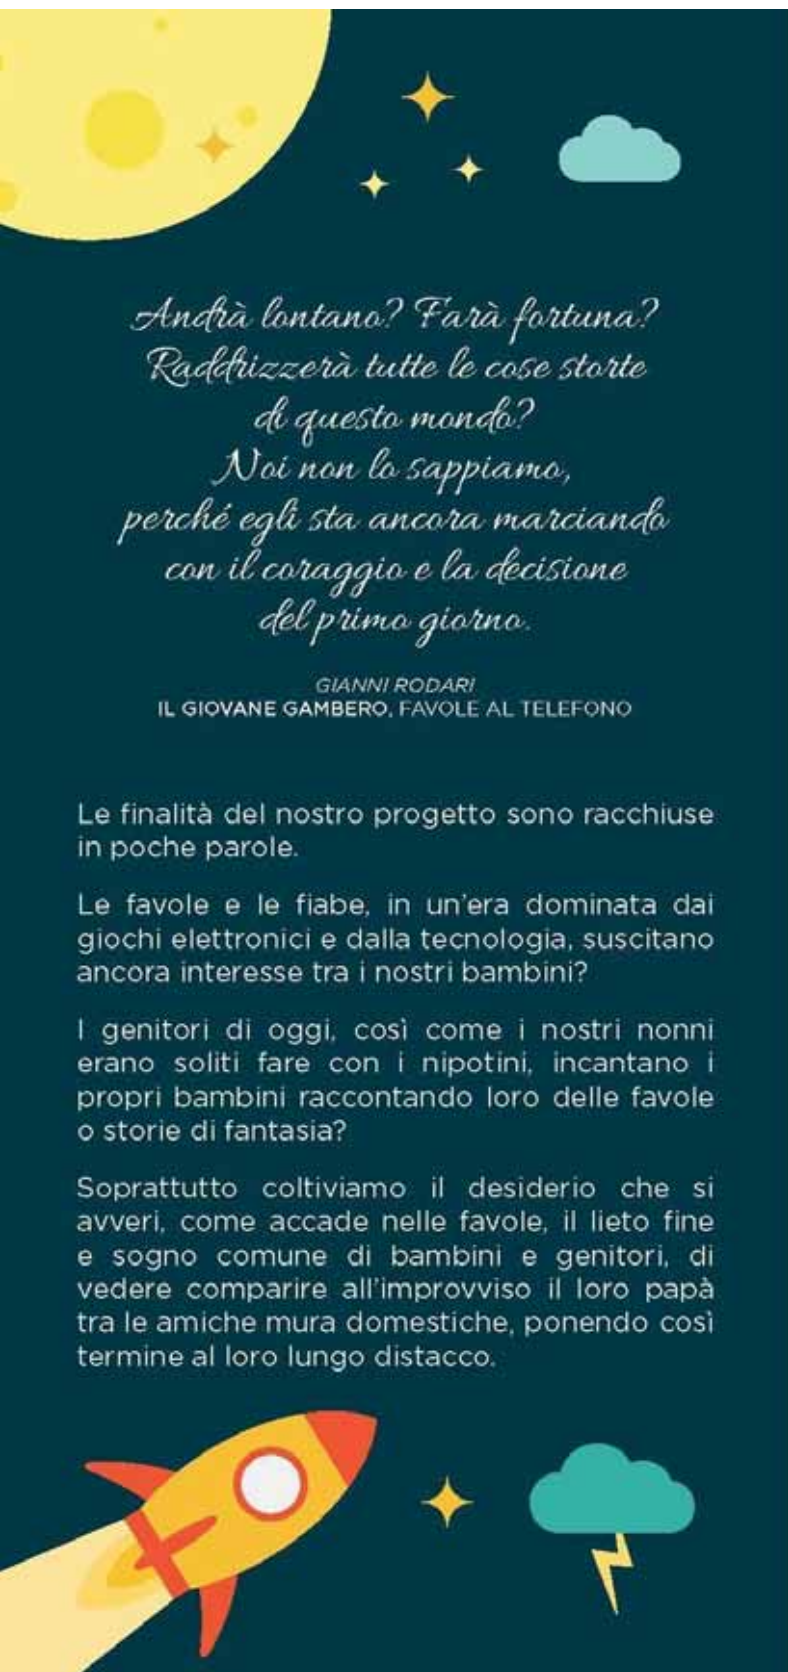 Andrà lontano? Farà fortuna?
Raddrizzerà tutte le cose storte
di questo mondo?
Noi non lo sappiamo,
perché egli sta ancora marciando
con il coraggio e la decisione
del primo giorno.
GIANNI RODARI
IL GIOVANE GAMBERO, FAVOLE AL TELEFONO
Le finalità del nostro progetto sono racchiuse
in poche parole.
Le favole e le fiabe, in un'era dominata dai
giochi elettronici e dalla tecnologia, suscitano
ancora interesse tra i nostri bambini?
I genitori di oggi, così come i nostri nonni
erano soliti fare con i nipotini, incantano i
propri bambini raccontando loro delle favole
o storie di fantasia?
Soprattutto coltiviamo il desiderio che si
avveri, come accade nelle favole, il lieto fine
e sogno comune di bambini e genitori, di
vedere comparire all'improvviso il loro papà
tra le amiche mura domestiche, ponendo così
termine al loro lungo distacco.